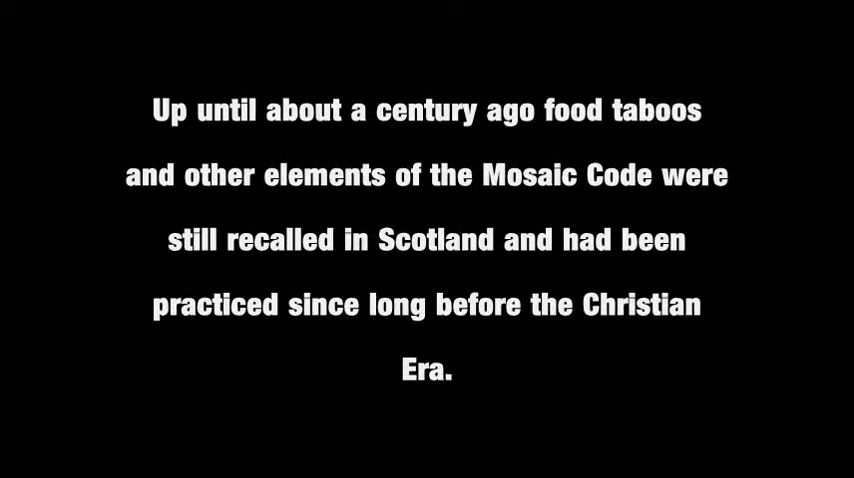 Up until about a century ago food taboos
and other elements of the Mosaic Code were
still recalled in Scotland and had been
practiced since long before the Christian
Era.